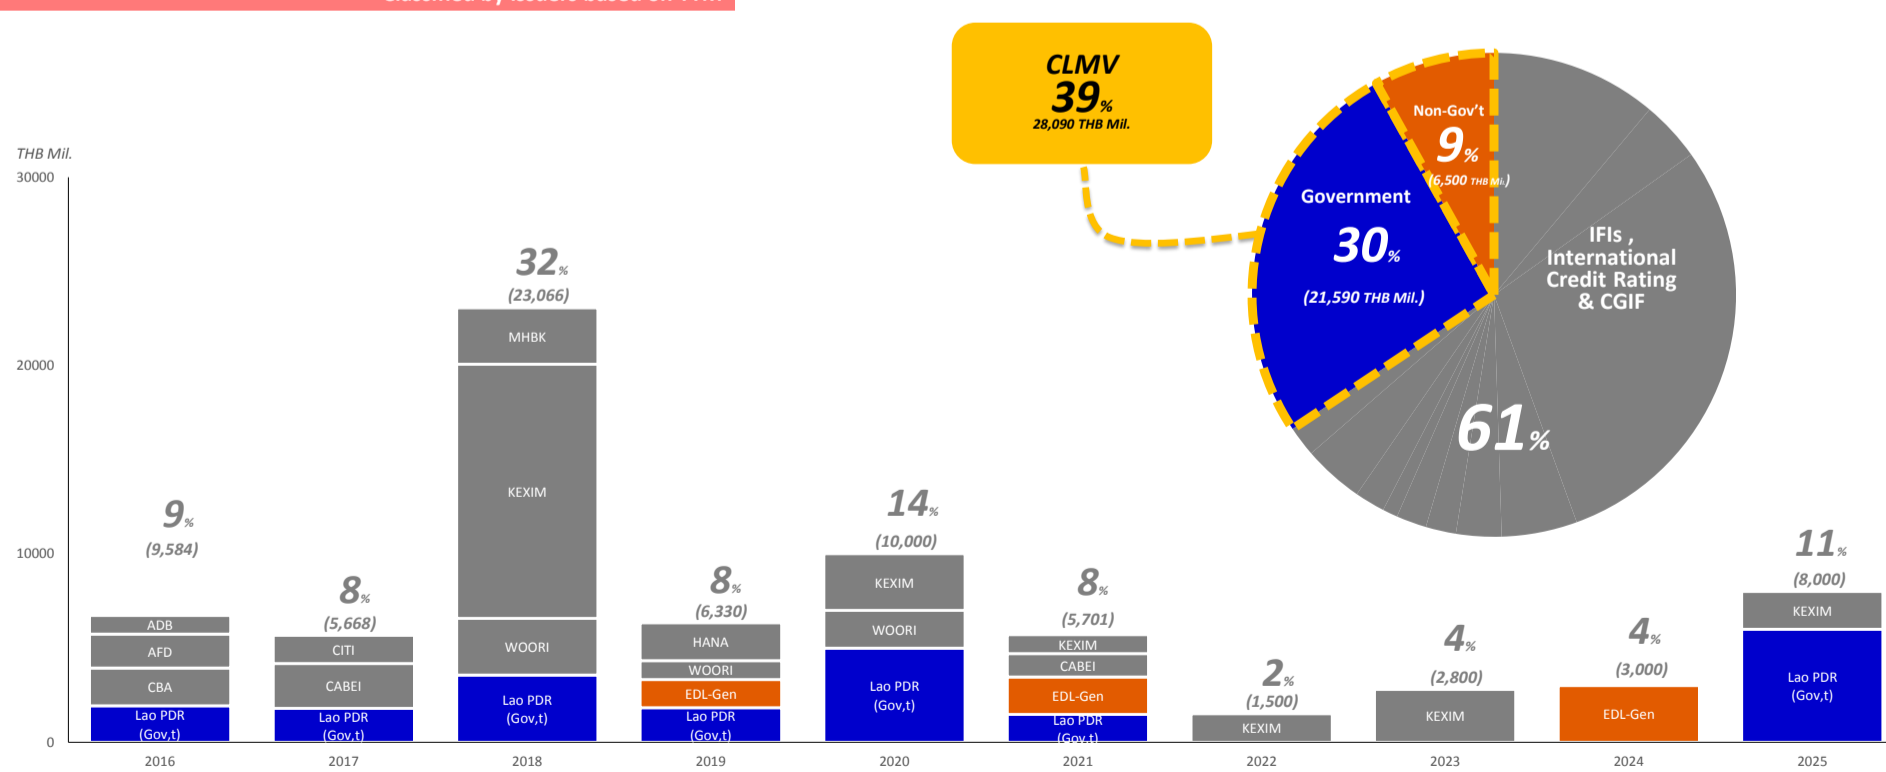 CLMV
39%
28,090 THB Mil.
Non-Gov't
9%
(6,500 THB Mil.)
Government
30%
(21,590 THB Mil.)
IFIs ,
International
Credit Rating
& CGIF
61%
THB Mil.
30000
20000
10000
0
9%
(9,584)
ADB
AFD
CBA
Lao PDR
(Gov,t)
2016
8%
(5,668)
CITI
CABEI
Lao PDR
(Gov,t)
2017
32%
(23,066)
MHBK
KEXIM
WOORI
Lao PDR
(Gov,t)
2018
8%
(6,330)
HANA
WOORI
EDL-Gen
Lao PDR
(Gov,t)
2019
14%
(10,000)
KEXIM
WOORI
Lao PDR
(Gov,t)
2020
8%
(5,701)
KEXIM
CABEI
EDL-Gen
Lao PDR
(Gov,t)
2021
2%
(1,500)
KEXIM
2022
4%
(2,800)
KEXIM
2023
4%
(3,000)
EDL-Gen
2024
11%
(8,000)
KEXIM
Lao PDR
(Gov,t)
2025